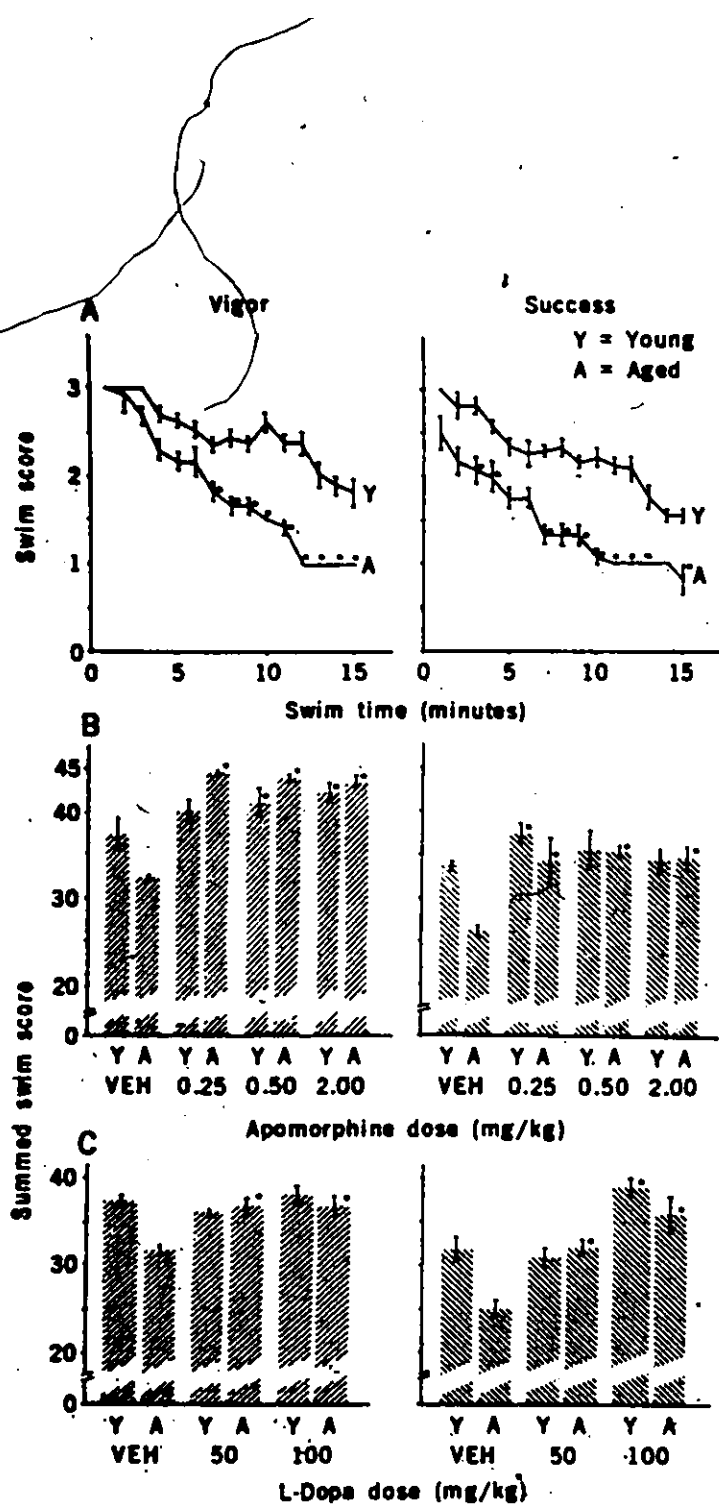 A Vigor Success
Y = Young
A = Aged
Swim score
3
2
1
0
Y
A
Y
A
0 5 10 15 0 5 10 15
Swim time (minutes)
B
Summed swim score
45
40
30
20
0
Y A Y A Y A Y A Y A Y A Y. A Y A
VEH 0.25 0.50 2.00 VEH 0.25 0.50 2.00
Apomorphine dose (mg/kg)
C
40
30
20
0
Y A Y A Y A Y A Y A Y A
VEH 50 100 VEH 50 100
L-Dopa dose (mg/kg)